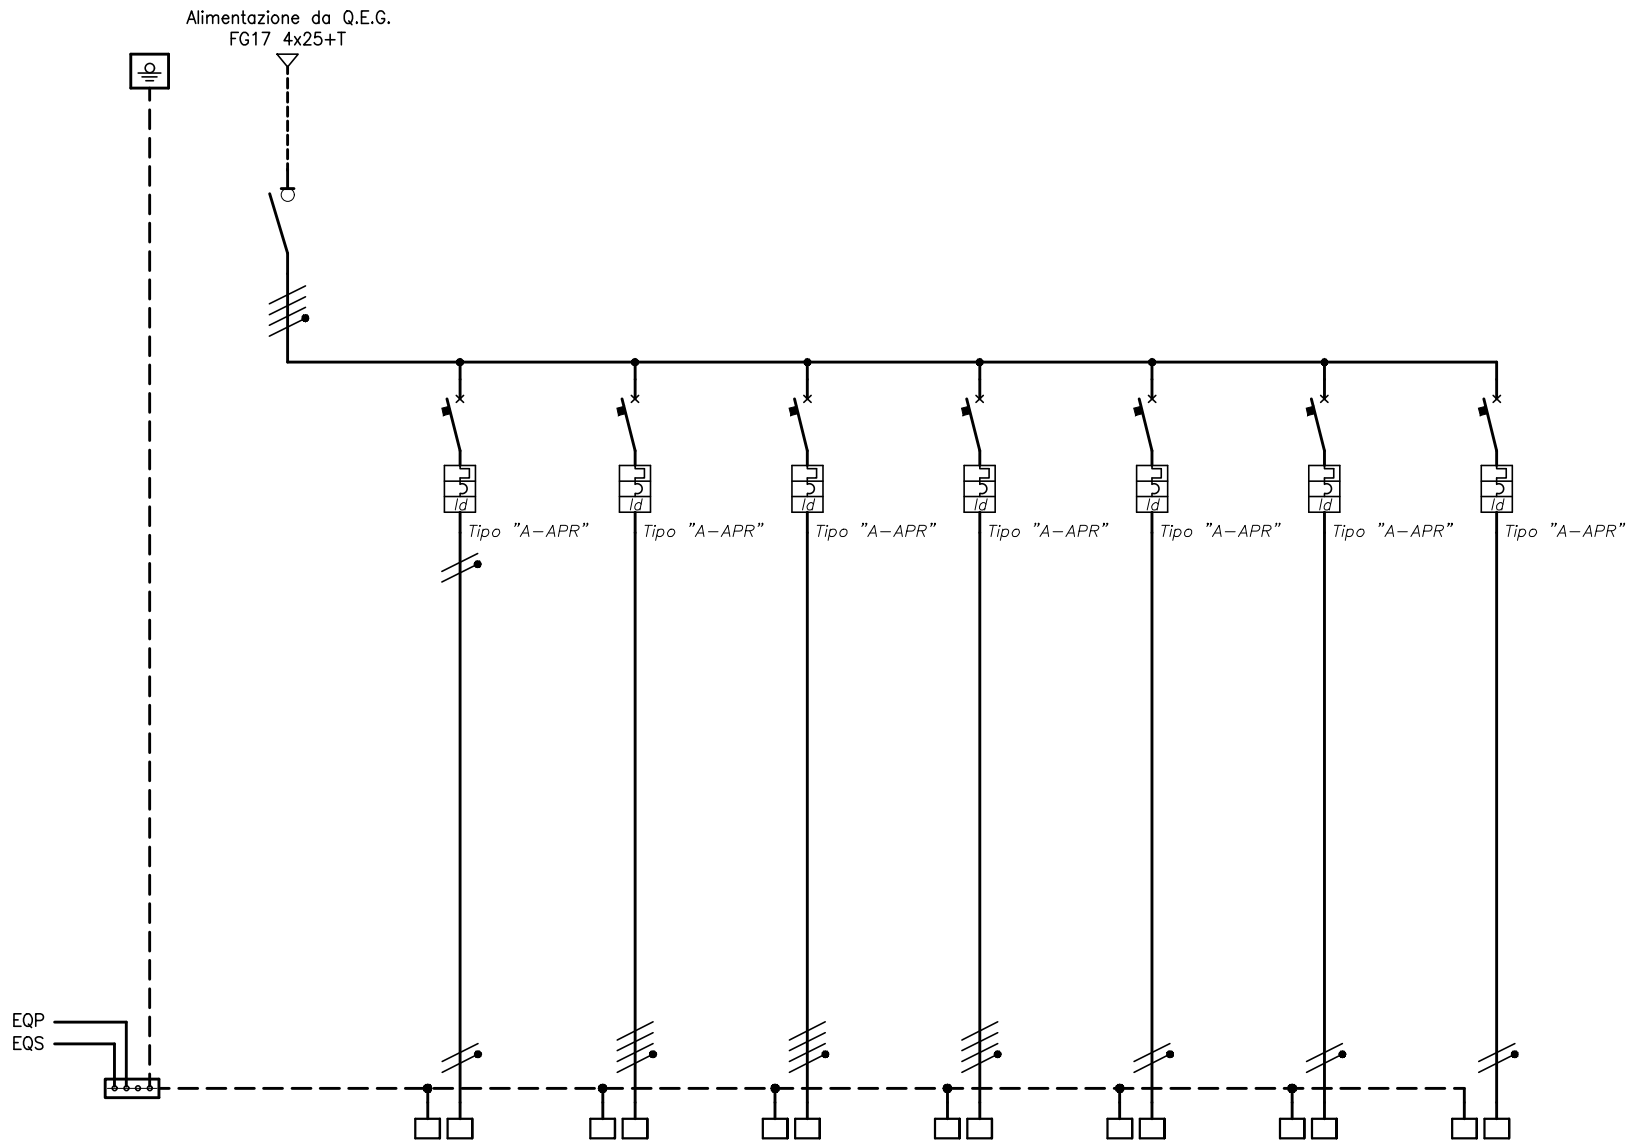 Alimentazione da Q.E.G.
FG17 4x25+T
Id
Id
Id
Id
Id
Id
Id
Tipo "A-APR"
Tipo "A-APR"
Tipo "A-APR"
Tipo "A-APR"
Tipo "A-APR"
Tipo "A-APR"
Tipo "A-APR"
EQP
EQS